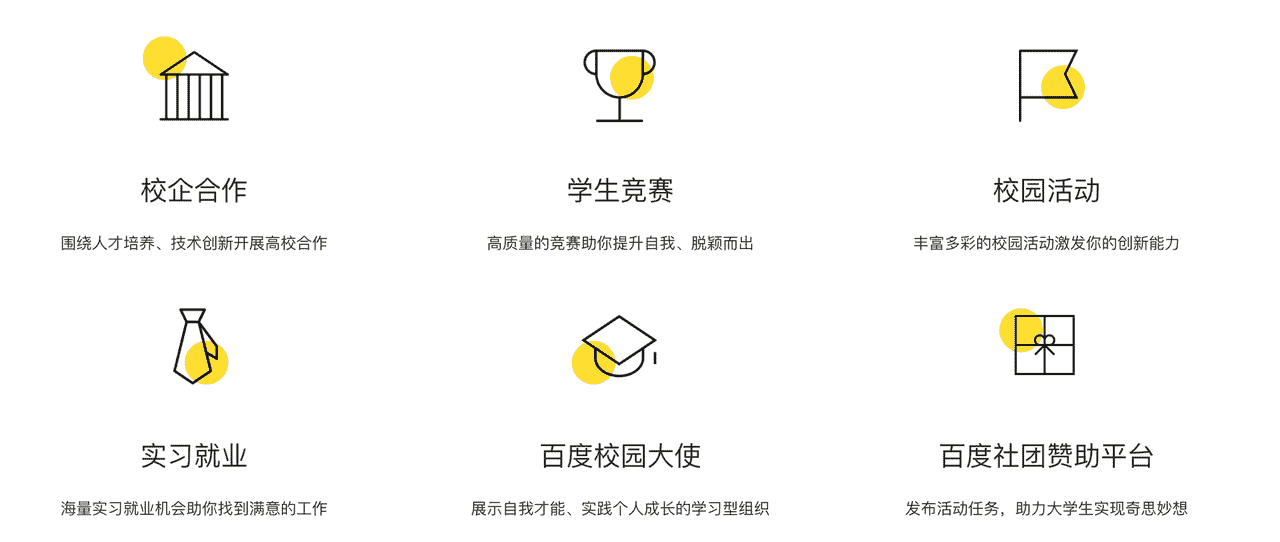 校企合作
学生竞赛
校园活动
围绕人才培养、技术创新开展高校合作
高质量的竞赛助你提升自我、脱颖而出
丰富多彩的校园活动激发你的创新能力
实习就业
百度校园大使
百度社团赞助平台
海量实习就业机会助你找到满意的工作
展示自我才能、实践个人成长的学习型组织
发布活动任务，助力大学生实现奇思妙想